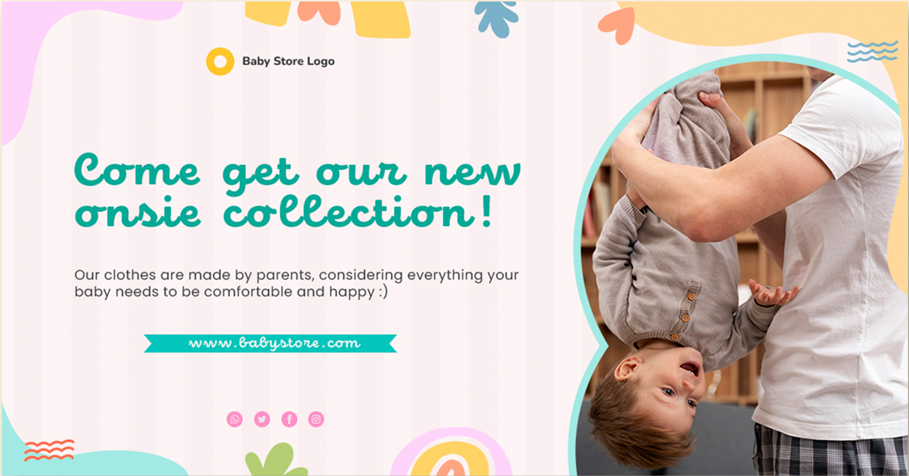 Baby Store Logo
Come get our new
onsie collection!
Our clothes are made by parents, considering everything your
baby needs to be comfortable and happy :)
www.babystore.com